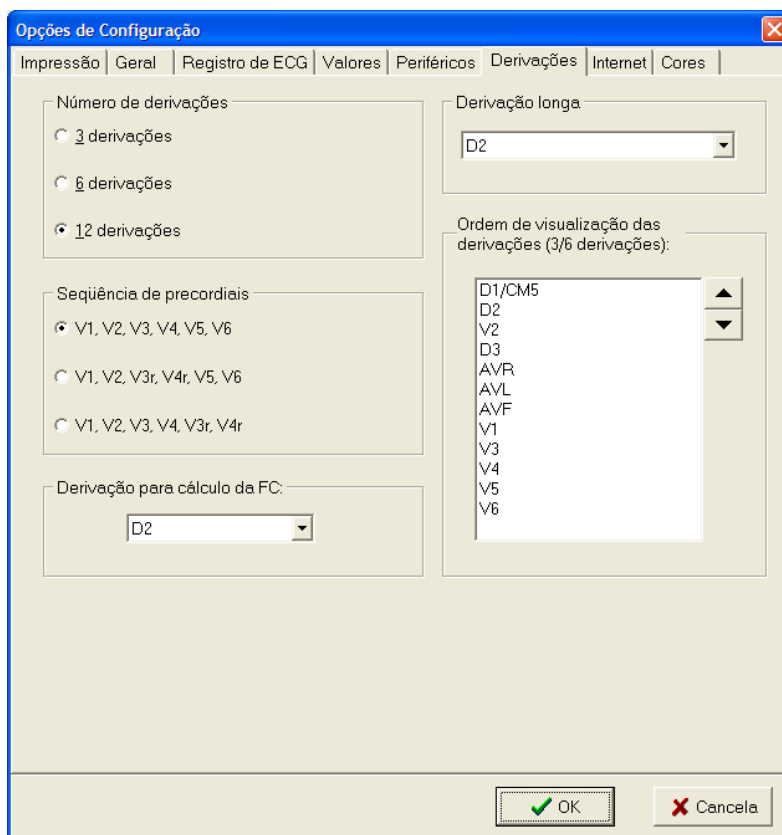 Opções de Configuração
Impressão Geral Registro de ECG Valores Periféricos Derivações Internet Cores
Número de derivações
3 derivações
6 derivações
12 derivações
Seqüência de precordiais
V1, V2, V3, V4, V5, V6
V1, V2, V3r, V4r, V5, V6
V1, V2, V3, V4, V3r, V4r
Derivação para cálculo da FC:
D2
Derivação longa
D2
Ordem de visualização das
derivações (3/6 derivações):
D1/CM5
D2
V2
D3
AVR
AVL
AVF
V1
V3
V4
V5
V6
OK
Cancela